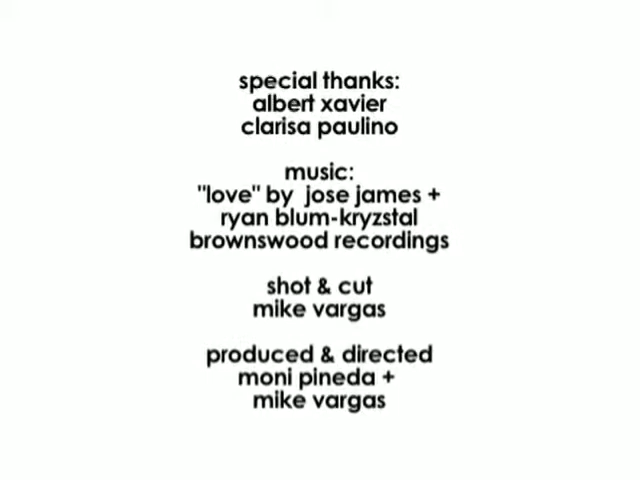 special thanks:
albert xavier
clarisa paulino
music:
"love" by jose james +
ryan blum-kryzstal
brownswood recordings
shot & cut
mike vargas
produced & directed
moni pineda +
mike vargas